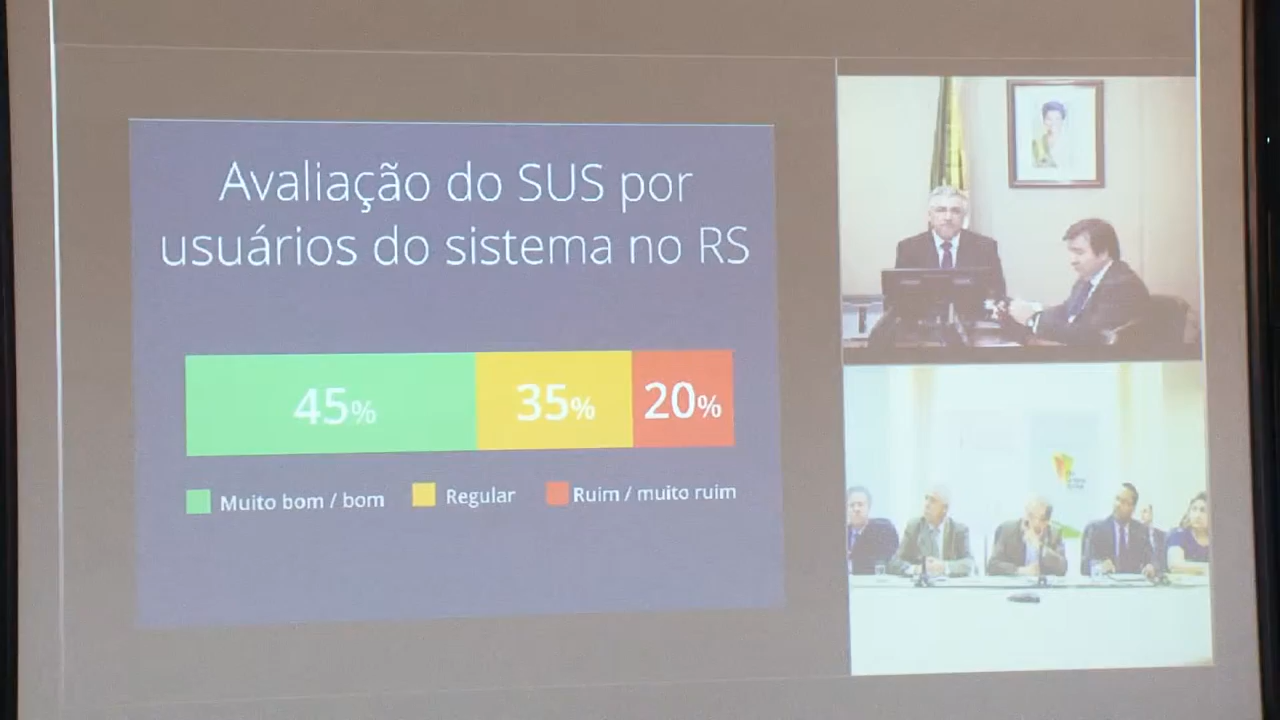 Avaliação do SUS por
usuários do sistema no RS
45%
35%
20%
Muito bom / bom
Regular
Ruim / muito ruim